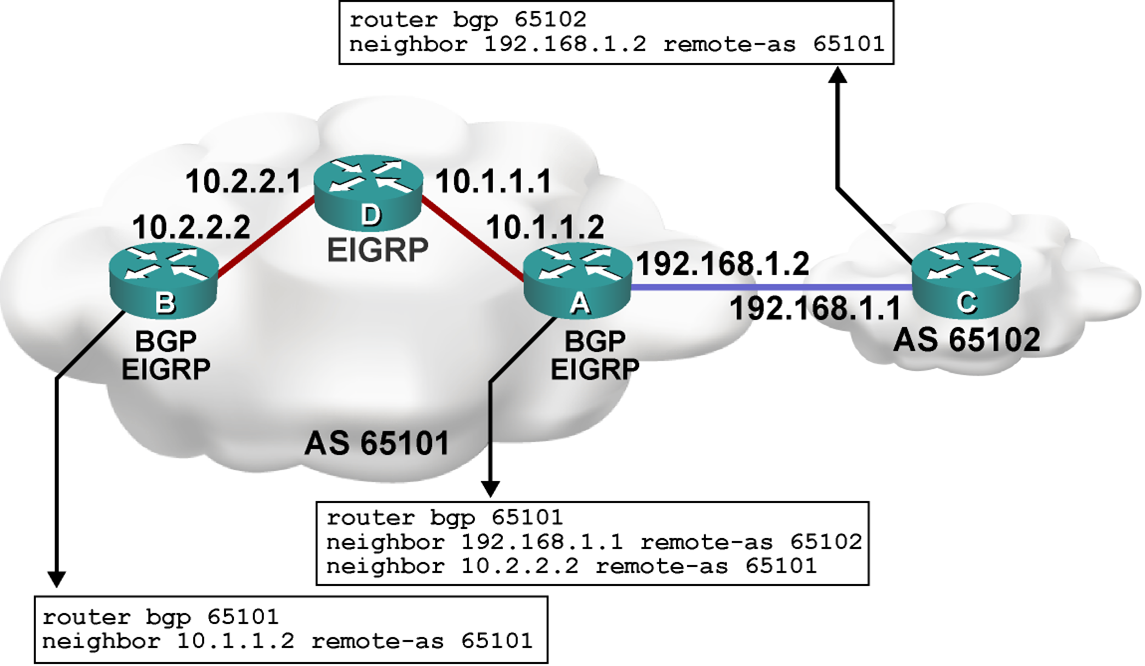 router bgp 65102
neighbor 192.168.1.2 remote-as 65101
10.2.2.1
10.1.1.1
D
EIGRP
10.2.2.2
10.1.1.2
192.168.1.2
192.168.1.1
B
BGP
EIGRP
A
BGP
EIGRP
C
AS 65102
AS 65101
router bgp 65101
neighbor 192.168.1.1 remote-as 65102
neighbor 10.2.2.2 remote-as 65101
router bgp 65101
neighbor 10.1.1.2 remote-as 65101